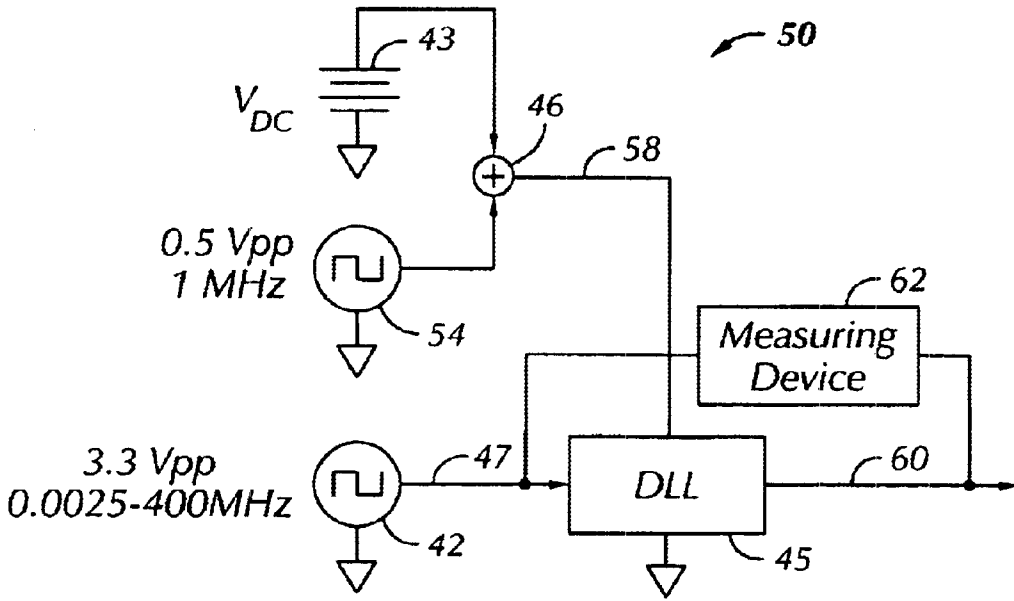 50
43
V DC
46
58
0.5 Vpp
1 MHz
54
62
Measuring
Device
3.3 Vpp
0.0025-400MHz
47
42
DLL
60
45